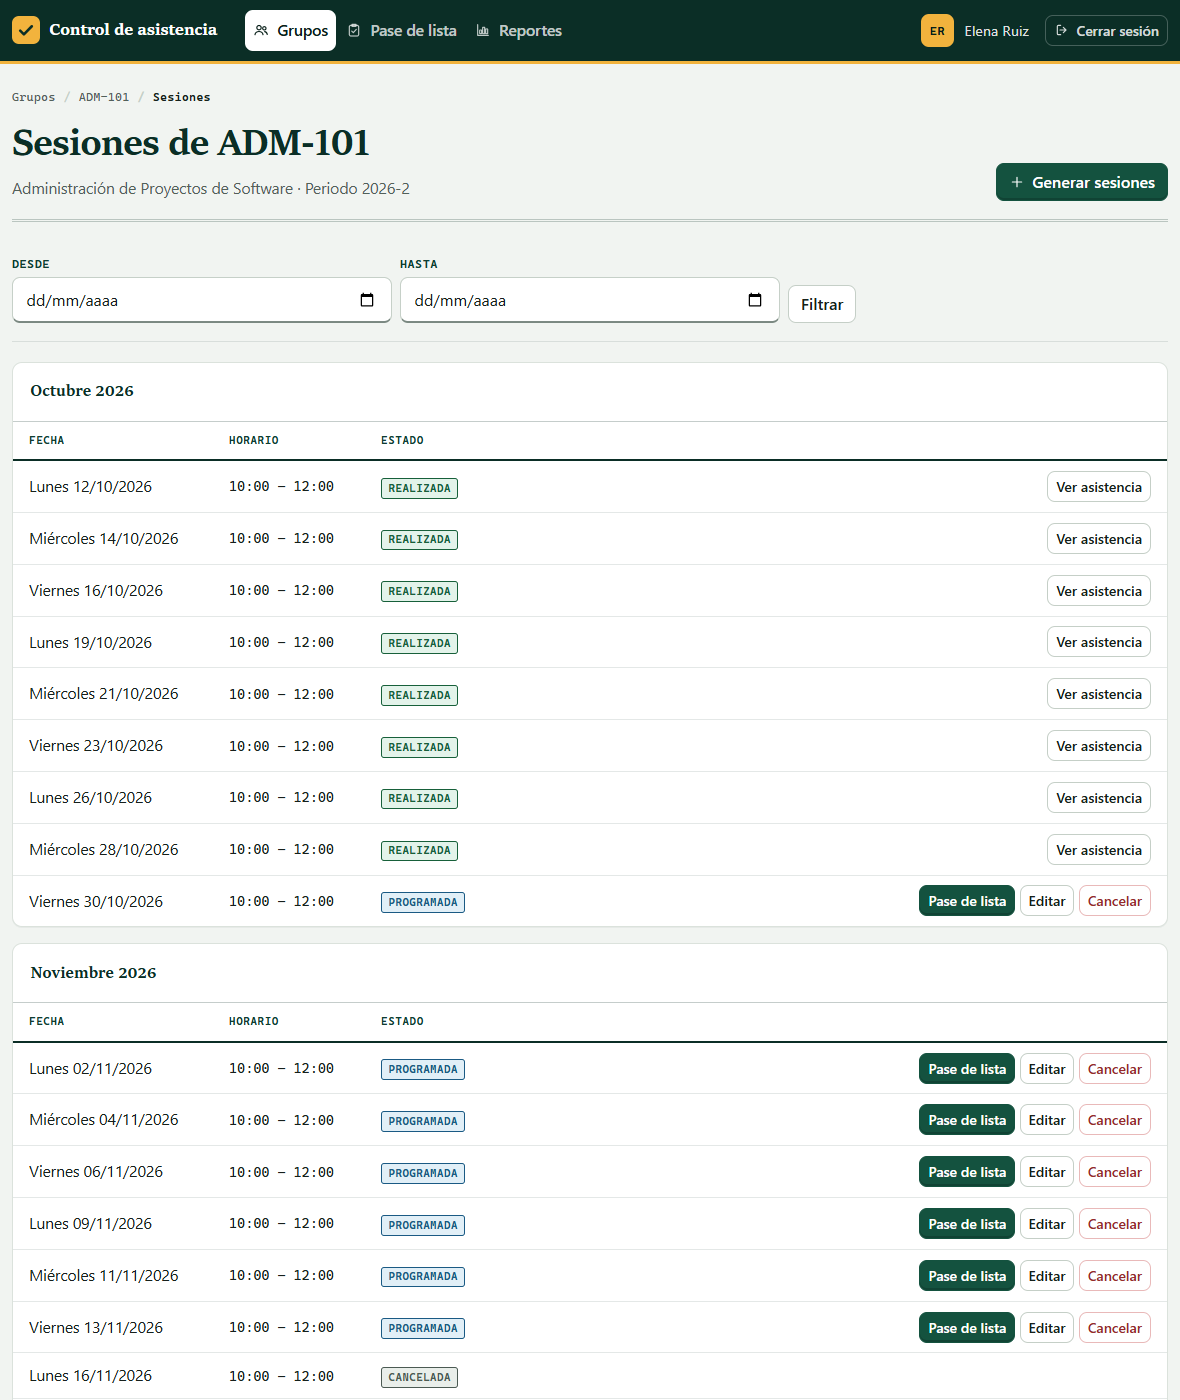 Control de asistencia Grupos Pase de lista Reportes ER Elena Ruiz Cerrar sesión
Grupos / ADM-101 / Sesiones
Sesiones de ADM-101
Administración de Proyectos de Software · Periodo 2026-2
+ Generar sesiones
DESDE HASTA
dd/mm/aaaa dd/mm/aaaa Filtrar
Octubre 2026
FECHA HORARIO ESTADO
Lunes 12/10/2026 10:00 – 12:00 REALIZADA Ver asistencia
Miércoles 14/10/2026 10:00 – 12:00 REALIZADA Ver asistencia
Viernes 16/10/2026 10:00 – 12:00 REALIZADA Ver asistencia
Lunes 19/10/2026 10:00 – 12:00 REALIZADA Ver asistencia
Miércoles 21/10/2026 10:00 – 12:00 REALIZADA Ver asistencia
Viernes 23/10/2026 10:00 – 12:00 REALIZADA Ver asistencia
Lunes 26/10/2026 10:00 – 12:00 REALIZADA Ver asistencia
Miércoles 28/10/2026 10:00 – 12:00 REALIZADA Ver asistencia
Viernes 30/10/2026 10:00 – 12:00 PROGRAMADA Pase de lista Editar Cancelar
Noviembre 2026
FECHA HORARIO ESTADO
Lunes 02/11/2026 10:00 – 12:00 PROGRAMADA Pase de lista Editar Cancelar
Miércoles 04/11/2026 10:00 – 12:00 PROGRAMADA Pase de lista Editar Cancelar
Viernes 06/11/2026 10:00 – 12:00 PROGRAMADA Pase de lista Editar Cancelar
Lunes 09/11/2026 10:00 – 12:00 PROGRAMADA Pase de lista Editar Cancelar
Miércoles 11/11/2026 10:00 – 12:00 PROGRAMADA Pase de lista Editar Cancelar
Viernes 13/11/2026 10:00 – 12:00 PROGRAMADA Pase de lista Editar Cancelar
Lunes 16/11/2026 10:00 – 12:00 CANCELADA